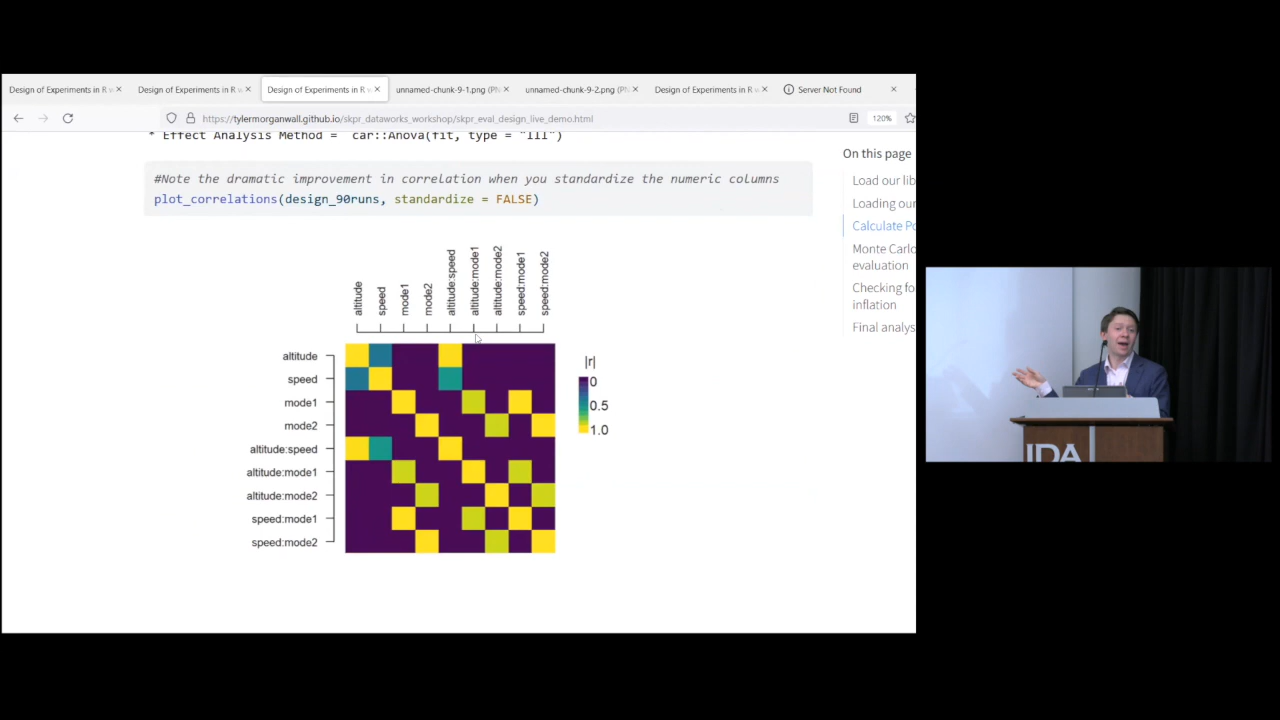 Design of Experiments in R w
Design of Experiments in R w
Design of Experiments in R w
unnamed-chunk-9-1.png (PN
unnamed-chunk-9-2.png (PN
Design of Experiments in R w
Server Not Found
https://tylermorganwall.github.io/skpr_dataworks_workshop/skpr_eval_design_live_demo.html
120%
* Effect Analysis Method = car::Anova(fit, type = "III")
#Note the dramatic improvement in correlation when you standardize the numeric columns
plot_correlations(design_90runs, standardize = FALSE)
altitude
speed
mode1
mode2
altitude:speed
altitude:mode1
altitude:mode2
speed:mode1
speed:mode2
altitude
speed
mode1
mode2
altitude:speed
altitude:mode1
altitude:mode2
speed:mode1
speed:mode2
|r|
0
0.5
1.0
On this page
Load our lib
Loading our
Calculate Po
Monte Carlo
evaluation
Checking fo
inflation
Final analys
IDA